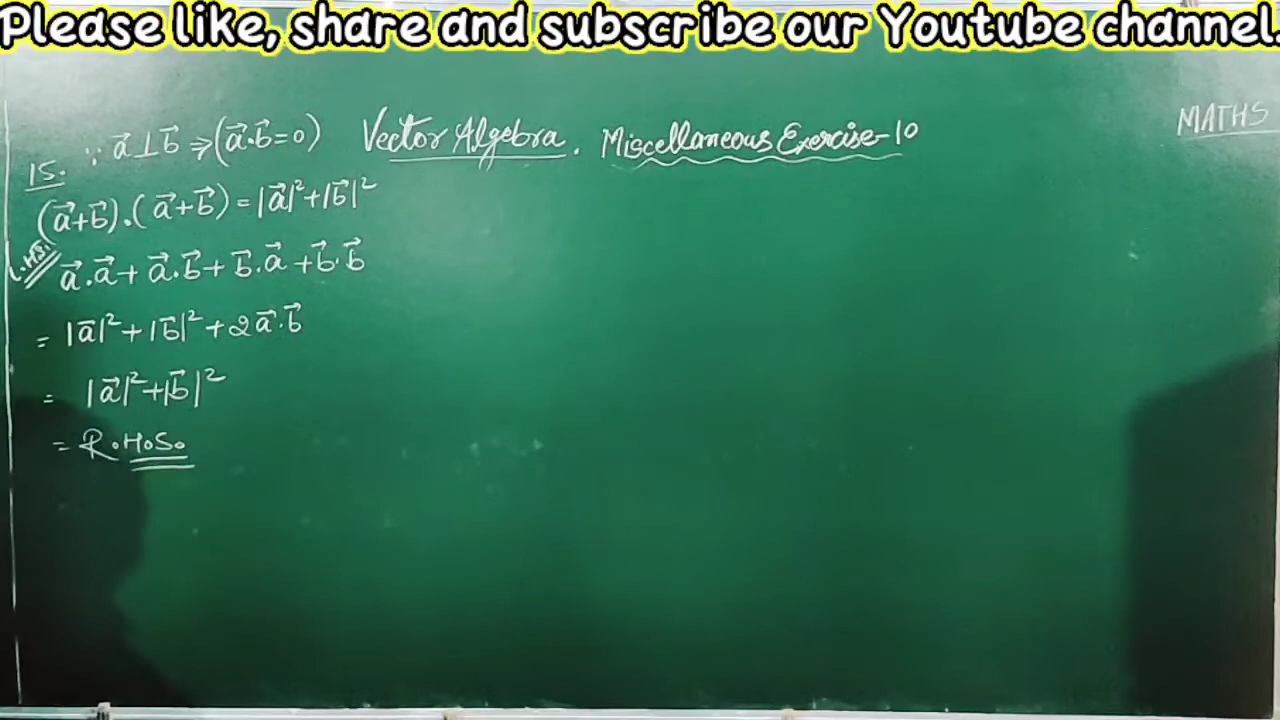 Please like, share and subscribe our Youtube channel.
MATHS
Vector Algebra. Miscellaneous Exercise-10
15. ∵ a⃗ ⊥ b⃗ ⇒ (a⃗.b⃗=0)
(a⃗+b⃗).(a⃗+b⃗) = |a⃗|²+|b⃗|²
L.H.S. a⃗.a⃗ + a⃗.b⃗ + b⃗.a⃗ + b⃗.b⃗
= |a⃗|² + |b⃗|² + 2a⃗.b⃗
= |a⃗|²+|b⃗|²
= R.H.S.